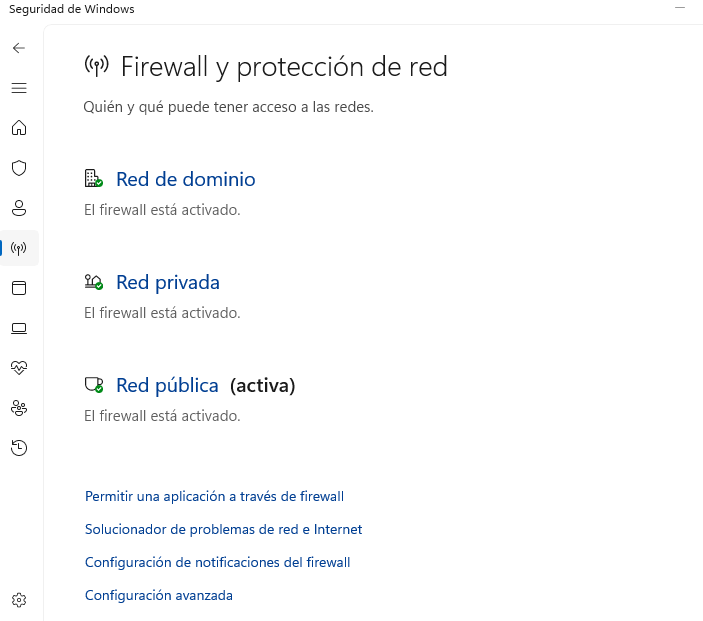 Seguridad de Windows
Firewall y protección de red
Quién y qué puede tener acceso a las redes.
Red de dominio
El firewall está activado.
Red privada
El firewall está activado.
Red pública (activa)
El firewall está activado.
Permitir una aplicación a través de firewall
Solucionador de problemas de red e Internet
Configuración de notificaciones del firewall
Configuración avanzada